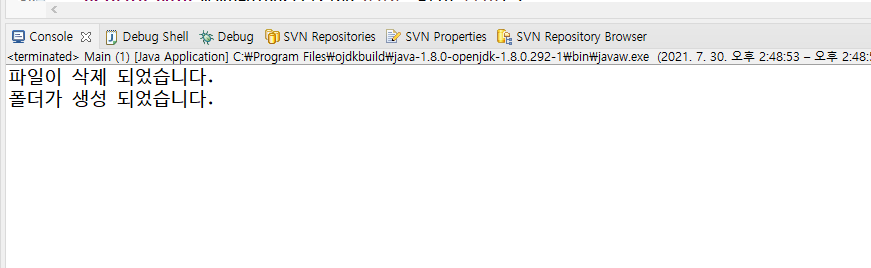 Console Debug Shell Debug SVN Repositories SVN Properties SVN Repository Browser
<terminated> Main (1) [Java Application] C:₩Program Files₩ojdkbuild₩java-1.8.0-openjdk-1.8.0.292-1₩bin₩javaw.exe (2021. 7. 30. 오후 2:48:53 – 오후 2:48:5
파일이 삭제 되었습니다.
폴더가 생성 되었습니다.